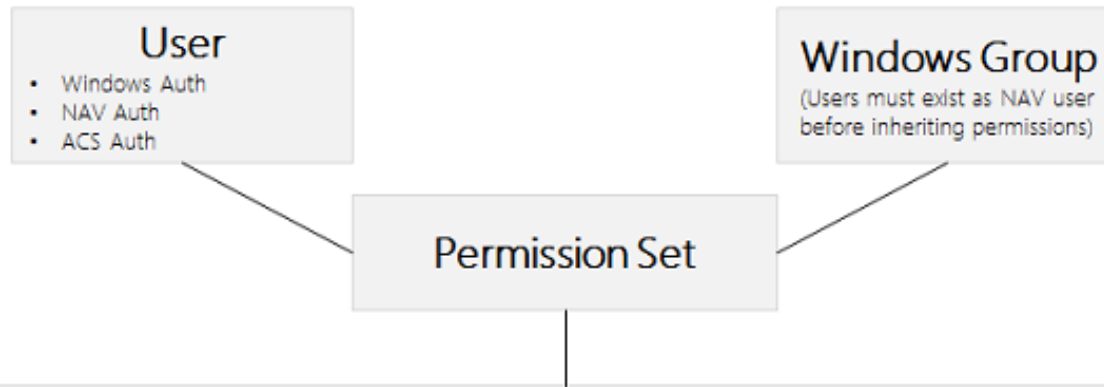 User
• Windows Auth
• NAV Auth
• ACS Auth
Windows Group
(Users must exist as NAV user
before inheriting permissions)
Permission Set